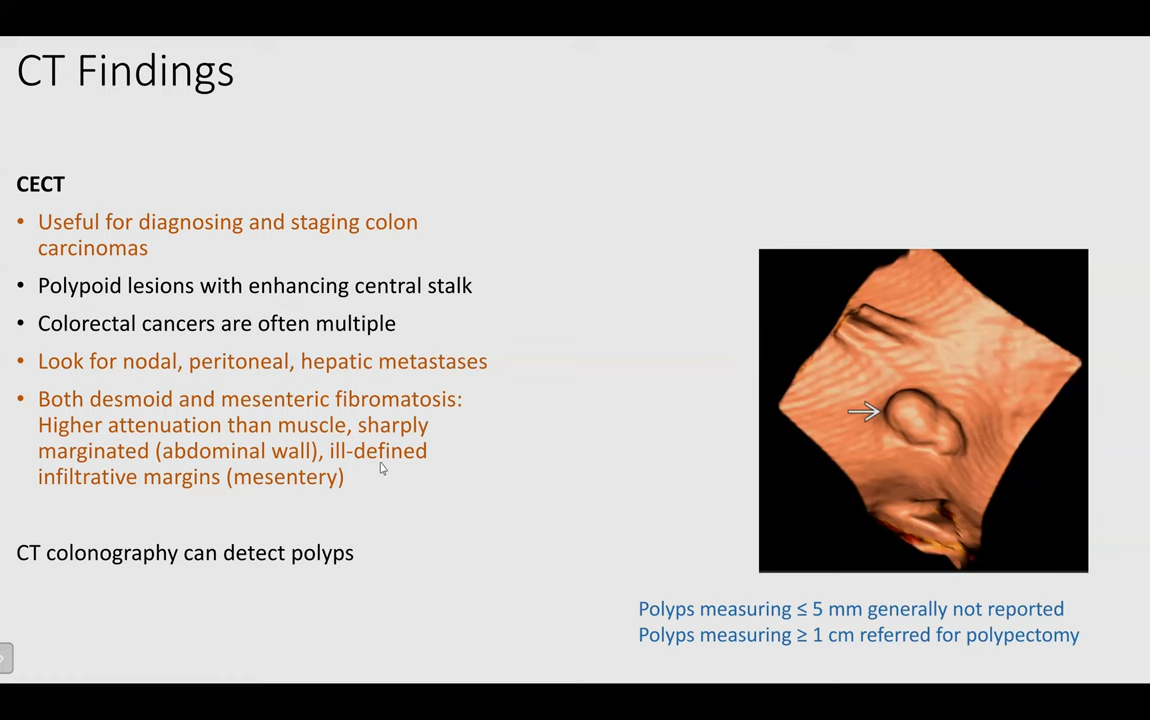 CT Findings
CECT
• Useful for diagnosing and staging colon
carcinomas
• Polypoid lesions with enhancing central stalk
• Colorectal cancers are often multiple
• Look for nodal, peritoneal, hepatic metastases
• Both desmoid and mesenteric fibromatosis:
Higher attenuation than muscle, sharply
marginated (abdominal wall), ill-defined
infiltrative margins (mesentery)
CT colonography can detect polyps
Polyps measuring ≤ 5 mm generally not reported
Polyps measuring ≥ 1 cm referred for polypectomy